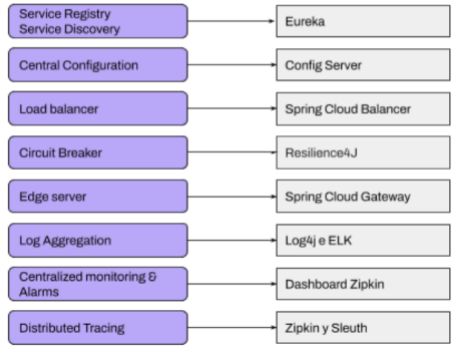 Service Registry
Service Discovery
Eureka
Central Configuration
Config Server
Load balancer
Spring Cloud Balancer
Circuit Breaker
Resilience4J
Edge server
Spring Cloud Gateway
Log Aggregation
Log4j e ELK
Centralized monitoring &
Alarms
Dashboard Zipkin
Distributed Tracing
Zipkin y Sleuth